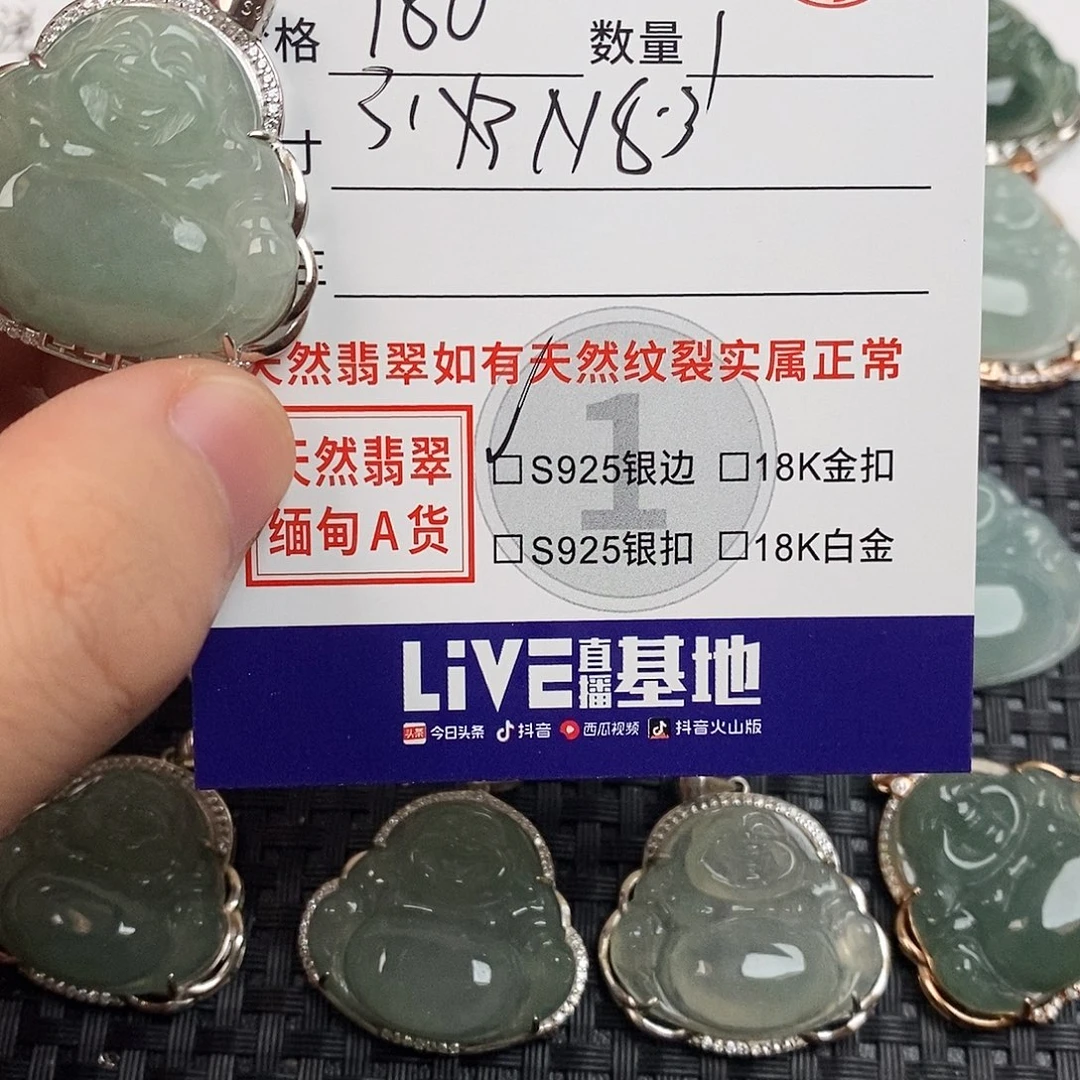 格 180 数量 1
寸
天然翡翠如有天然纹裂实属正常
天然翡翠
缅甸A货
S925银边 18K金扣
S925银扣 18K白金
LiVE直播基地
头条 今日头条 抖音 西瓜视频 抖音火山版